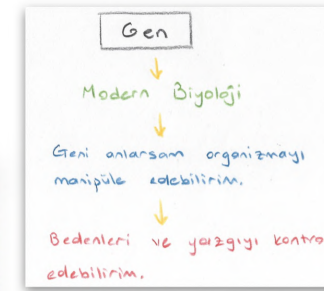 Gen
Modern Biyoloji
Geni anlarsam organizmayı
manipüle edebilirim.
Bedenleri ve yazgıyı kontro
edebilirim.